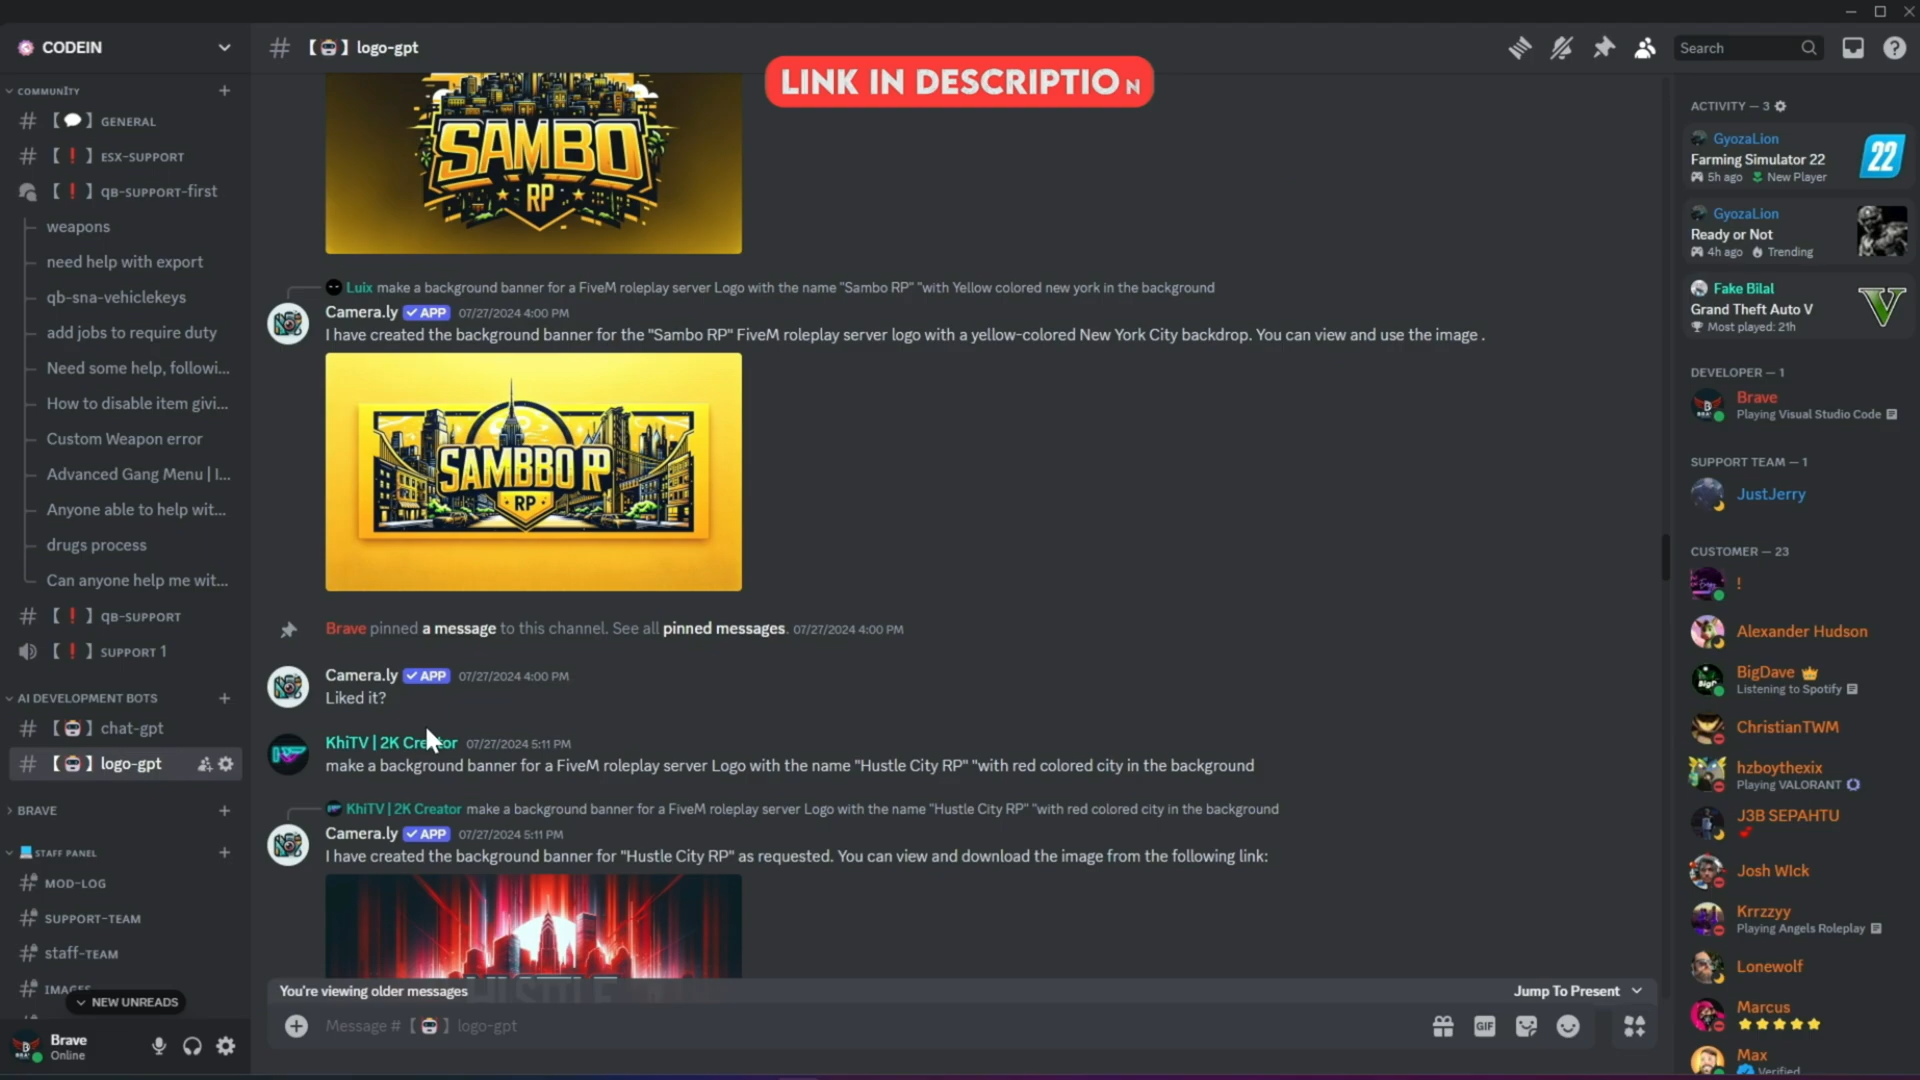 CODEIN
【💬】 logo-gpt
Search
LINK IN DESCRIPTION
COMMUNITY
【💬】 GENERAL
【❗】 ESX-SUPPORT
【❗】 QB-SUPPORT-first
weapons
need help with export
qb-sna-vehiclekeys
add jobs to require duty
Need some help, followi...
How to disable item givi...
Custom Weapon error
Advanced Gang Menu | I...
Anyone able to help wit...
drugs process
Can anyone help me wit...
【❗】 QB-SUPPORT
【❗】 SUPPORT 1
AI DEVELOPMENT BOTS
【🤖】 chat-gpt
【🤖】 logo-gpt
BRAVE
STAFF PANEL
MOD-LOG
SUPPORT-TEAM
staff-TEAM
IMAGES
NEW UNREADS
Brave
Online
SAMBO
RP
Luix make a background banner for a FiveM roleplay server Logo with the name "Sambo RP" "with Yellow colored new york in the background
Camera.ly APP 07/27/2024 4:00 PM
I have created the background banner for the "Sambo RP" FiveM roleplay server logo with a yellow-colored New York City backdrop. You can view and use the image .
SAMBBO RP
RP
Brave pinned a message to this channel. See all pinned messages. 07/27/2024 4:00 PM
Camera.ly APP 07/27/2024 4:00 PM
Liked it?
KhiTV | 2K Creator 07/27/2024 5:11 PM
make a background banner for a FiveM roleplay server Logo with the name "Hustle City RP" "with red colored city in the background
KhiTV | 2K Creator make a background banner for a FiveM roleplay server Logo with the name "Hustle City RP" "with red colored city in the background
Camera.ly APP 07/27/2024 5:11 PM
I have created the background banner for "Hustle City RP" as requested. You can view and download the image from the following link:
HUSTLE
You're viewing older messages
Jump To Present
Message #【🤖】 logo-gpt
GIF
ACTIVITY — 3
GyozaLion
Farming Simulator 22
5h ago New Player
22
GyozaLion
Ready or Not
4h ago Trending
Fake Bilal
Grand Theft Auto V
Most played: 21h
V
DEVELOPER — 1
Brave
Playing Visual Studio Code
SUPPORT TEAM — 1
JustJerry
CUSTOMER — 23
!
Alexander Hudson
BigDave
Listening to Spotify
ChristianTWM
hzboythexix
Playing VALORANT
J3B SEPAHTU
Josh WIck
Krrzzyy
Playing Angels Roleplay
Lonewolf
Marcus
Max
Verified